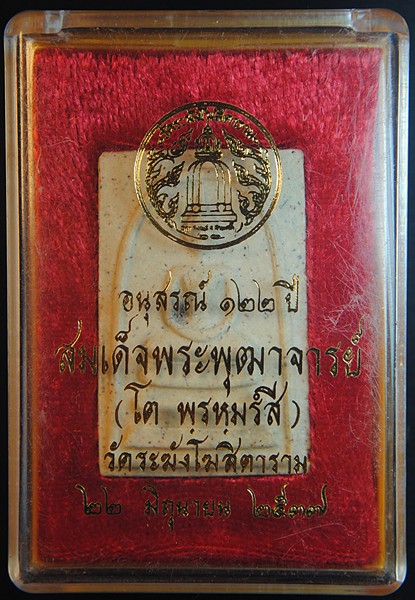 อนุสรณ์ ๑๒๒ ปี
สมเด็จพระพุฒาจารย์
(โต พฺรหฺมรํสี)
วัดระฆังโฆสิตาราม
๒๒ มิถุนายน ๒๕๓๗